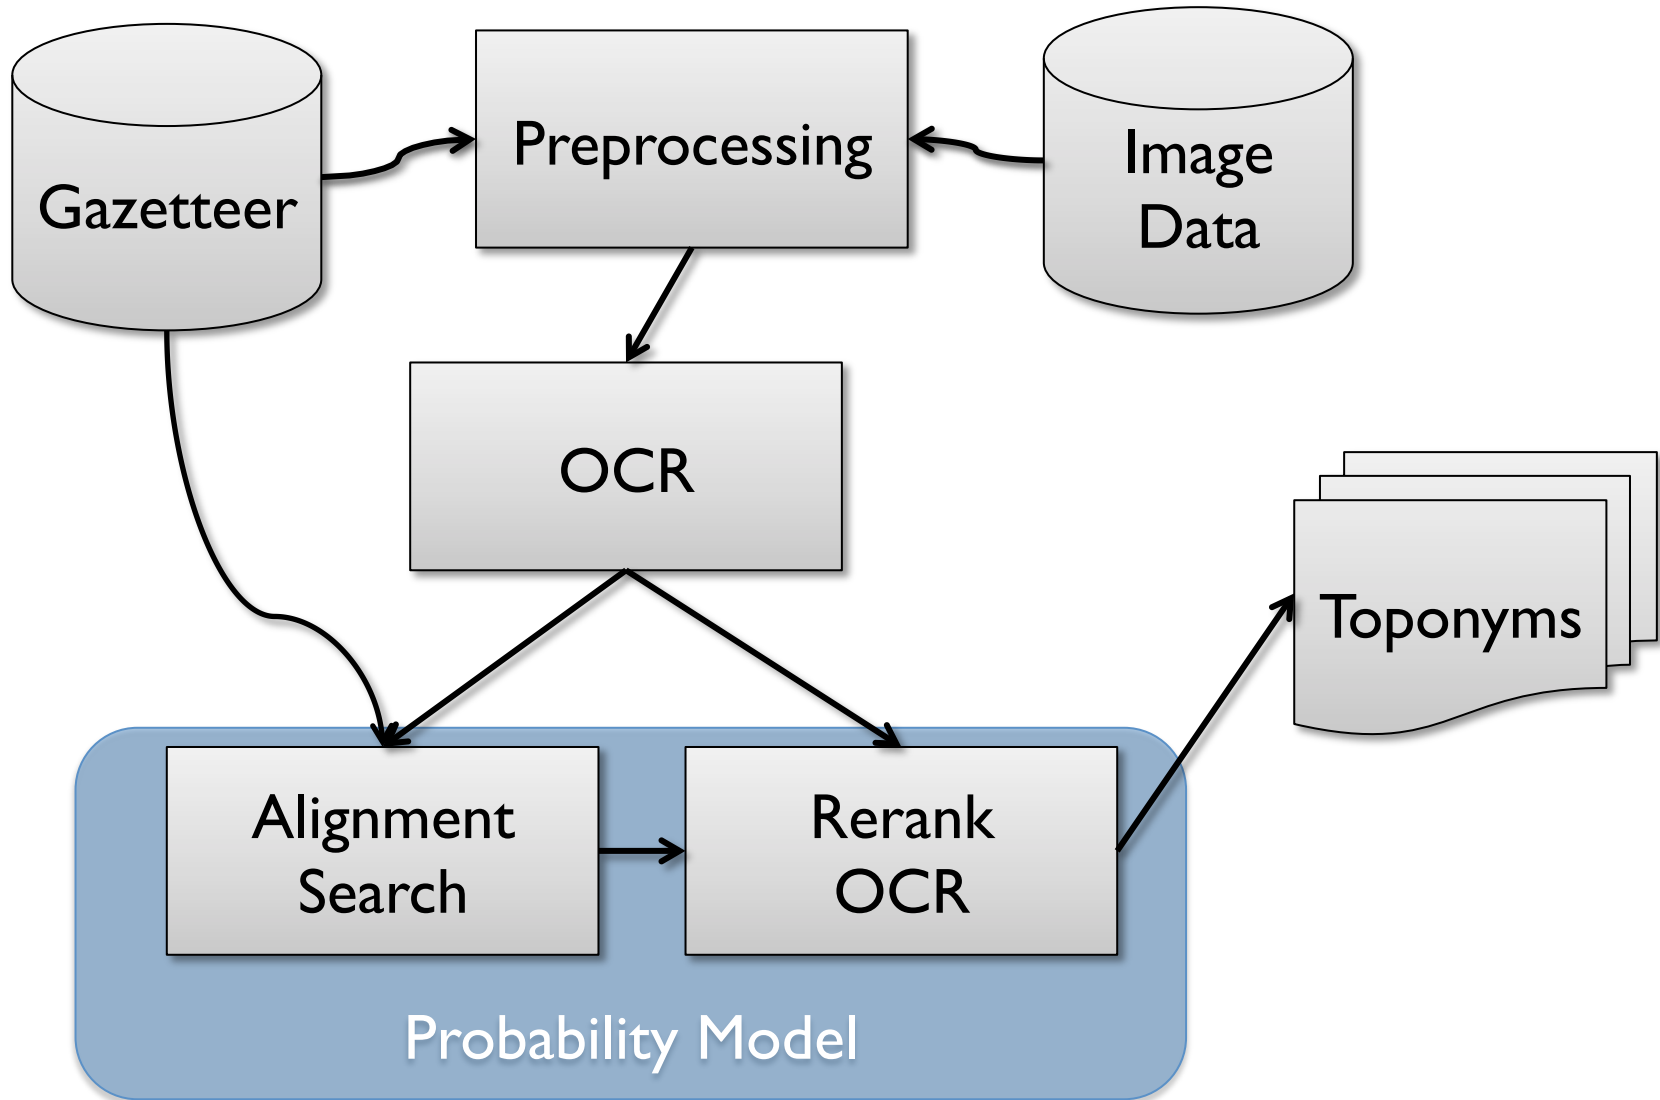 Gazetteer
Preprocessing
Image
Data
OCR
Toponyms
Alignment
Search
Rerank
OCR
Probability Model